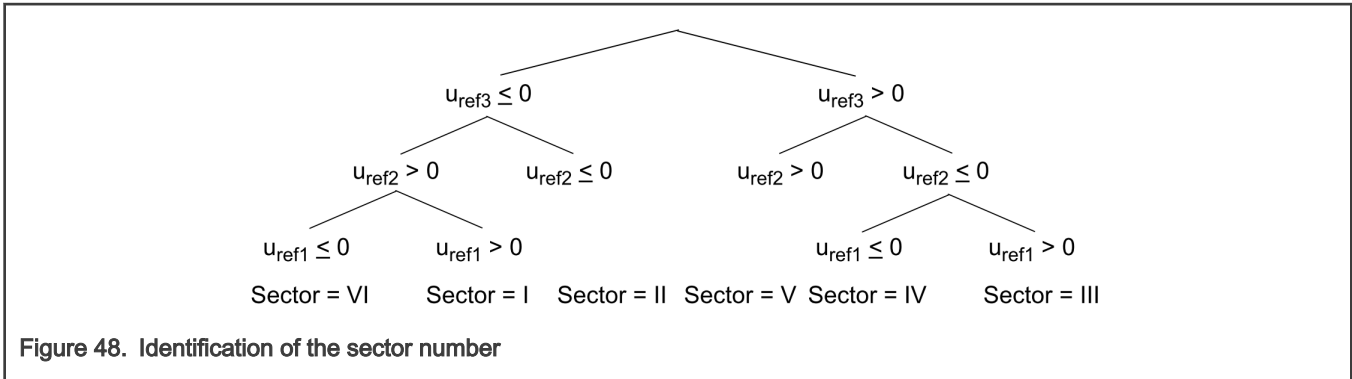 u_ref3 ≤ 0 u_ref3 > 0
u_ref2 > 0 u_ref2 ≤ 0 u_ref2 > 0 u_ref2 ≤ 0
u_ref1 ≤ 0 u_ref1 > 0 u_ref1 ≤ 0 u_ref1 > 0
Sector = VI Sector = I Sector = II Sector = V Sector = IV Sector = III
Figure 48. Identification of the sector number